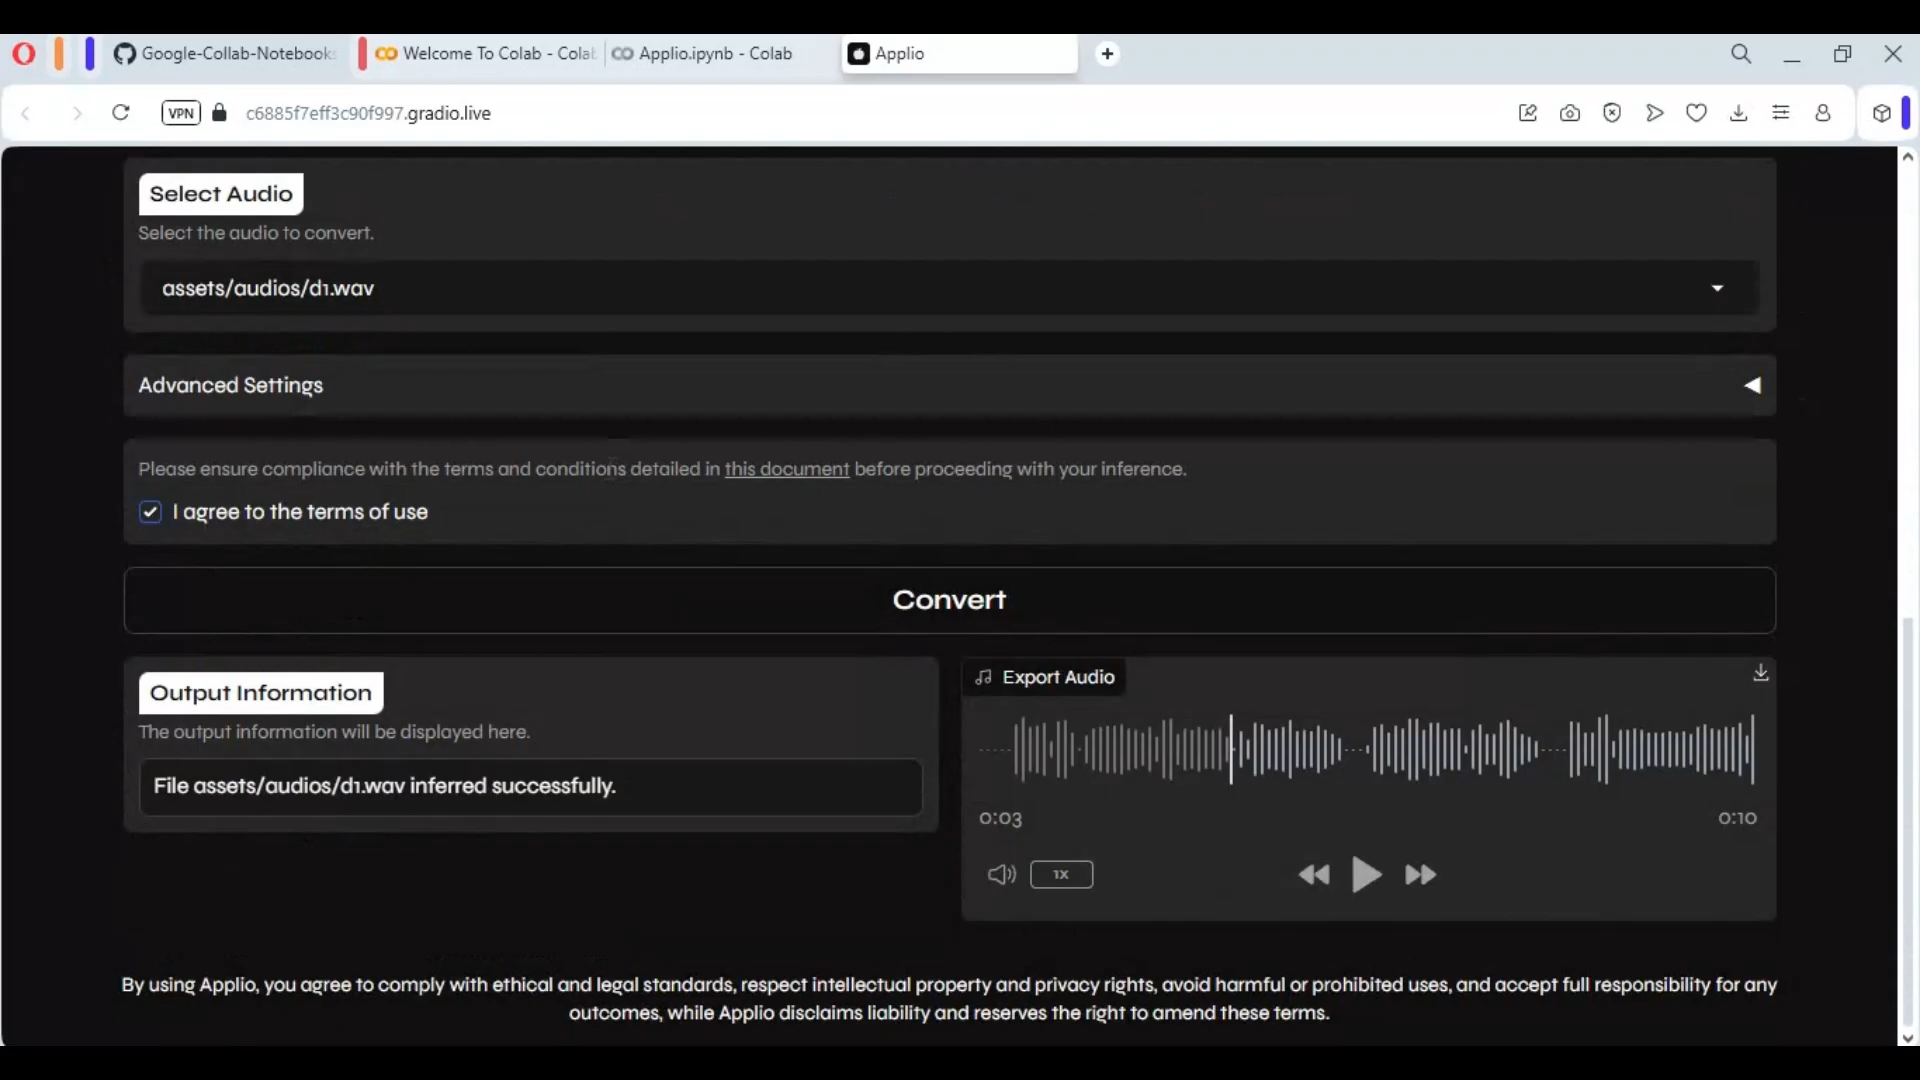 Google-Collab-Notebooks
Welcome To Colab - Colab
Applio.ipynb - Colab
Applio
VPN
c6885f7eff3c90f997.gradio.live
Select Audio
Select the audio to convert.
assets/audios/d1.wav
Advanced Settings
Please ensure compliance with the terms and conditions detailed in this document before proceeding with your inference.
I agree to the terms of use
Convert
Output Information
The output information will be displayed here.
File assets/audios/d1.wav inferred successfully.
Export Audio
0:03
0:10
1x
By using Applio, you agree to comply with ethical and legal standards, respect intellectual property and privacy rights, avoid harmful or prohibited uses, and accept full responsibility for any
outcomes, while Applio disclaims liability and reserves the right to amend these terms.